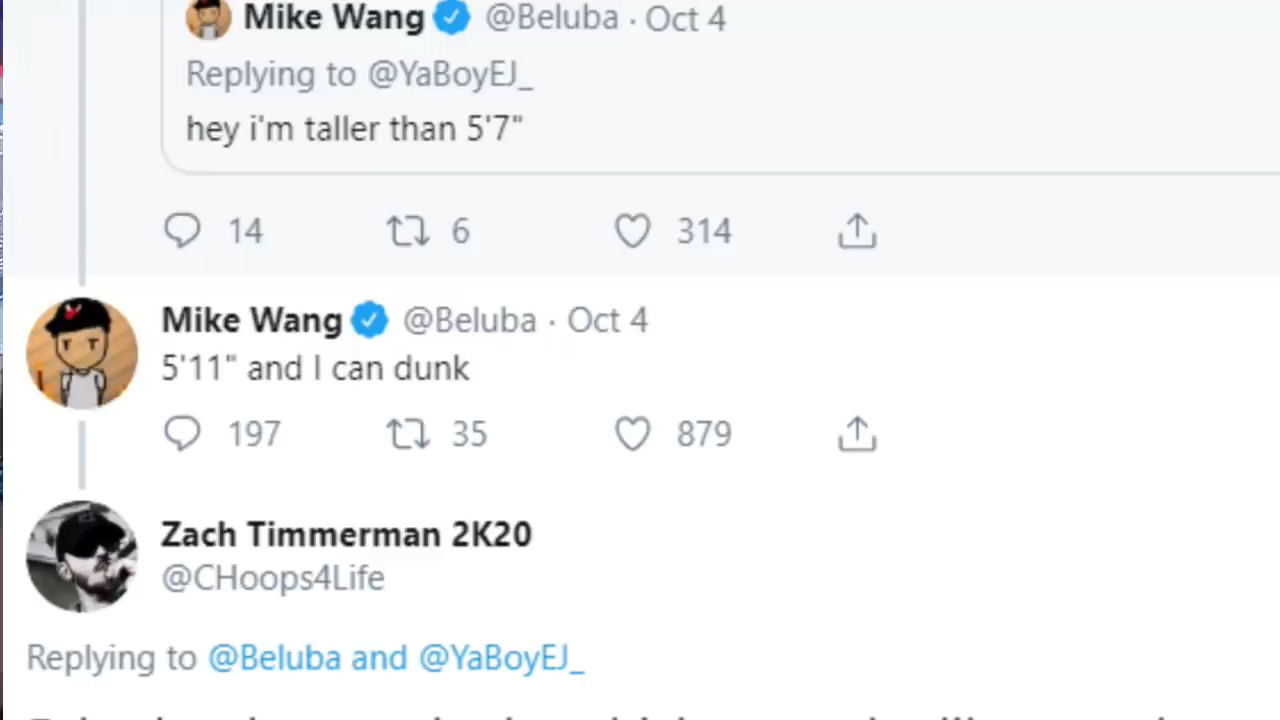 Mike Wang @Beluba · Oct 4
Replying to @YaBoyEJ_
hey i'm taller than 5'7"
14 6 314
Mike Wang @Beluba · Oct 4
5'11" and I can dunk
197 35 879
Zach Timmerman 2K20
@CHoops4Life
Replying to @Beluba and @YaBoyEJ_